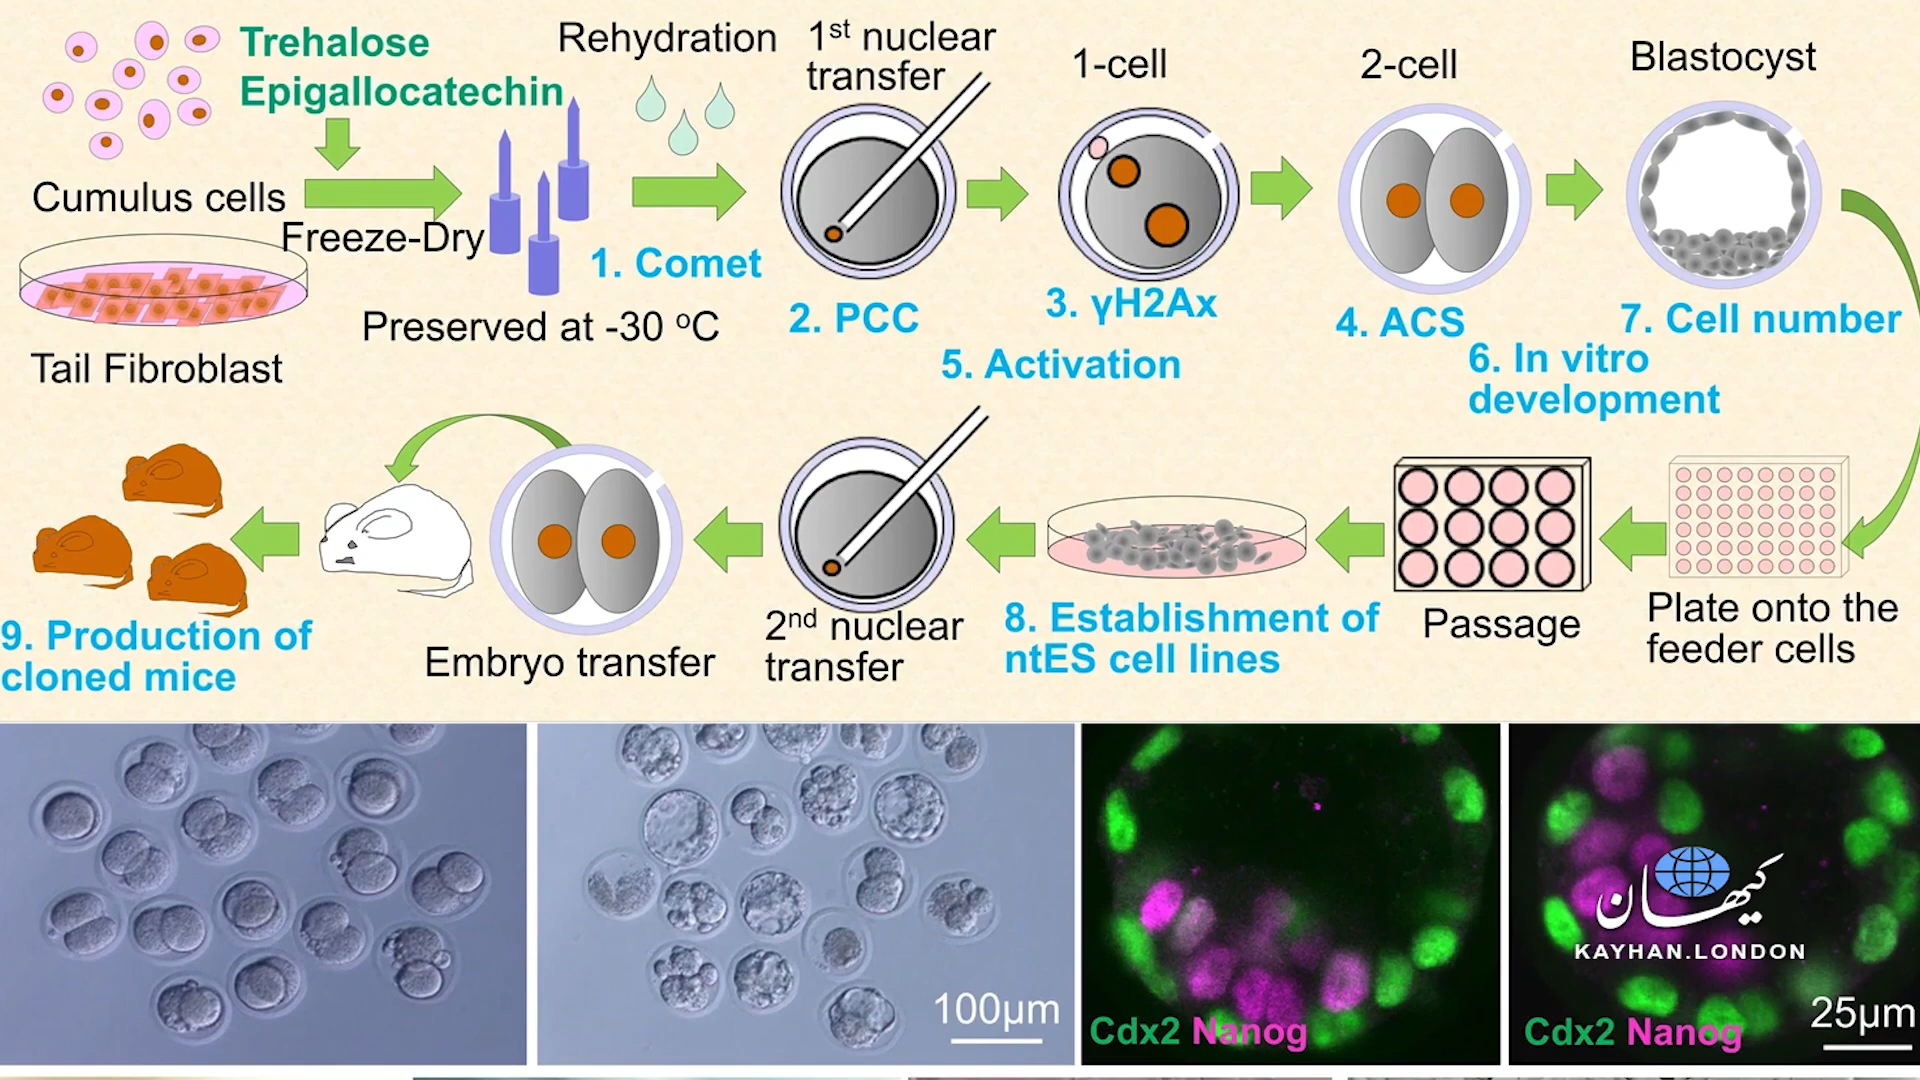 Trehalose
Epigallocatechin
Rehydration
1st nuclear
transfer
1-cell
2-cell
Blastocyst
Cumulus cells
Freeze-Dry
1. Comet
Preserved at -30 oC
Tail Fibroblast
2. PCC
3. γH2Ax
4. ACS
5. Activation
6. In vitro
development
7. Cell number
9. Production of
cloned mice
Embryo transfer
2nd nuclear
transfer
8. Establishment of
ntES cell lines
Passage
Plate onto the
feeder cells
100μm
Cdx2 Nanog
Cdx2 Nanog
25μm
کیهان
KAYHAN.LONDON